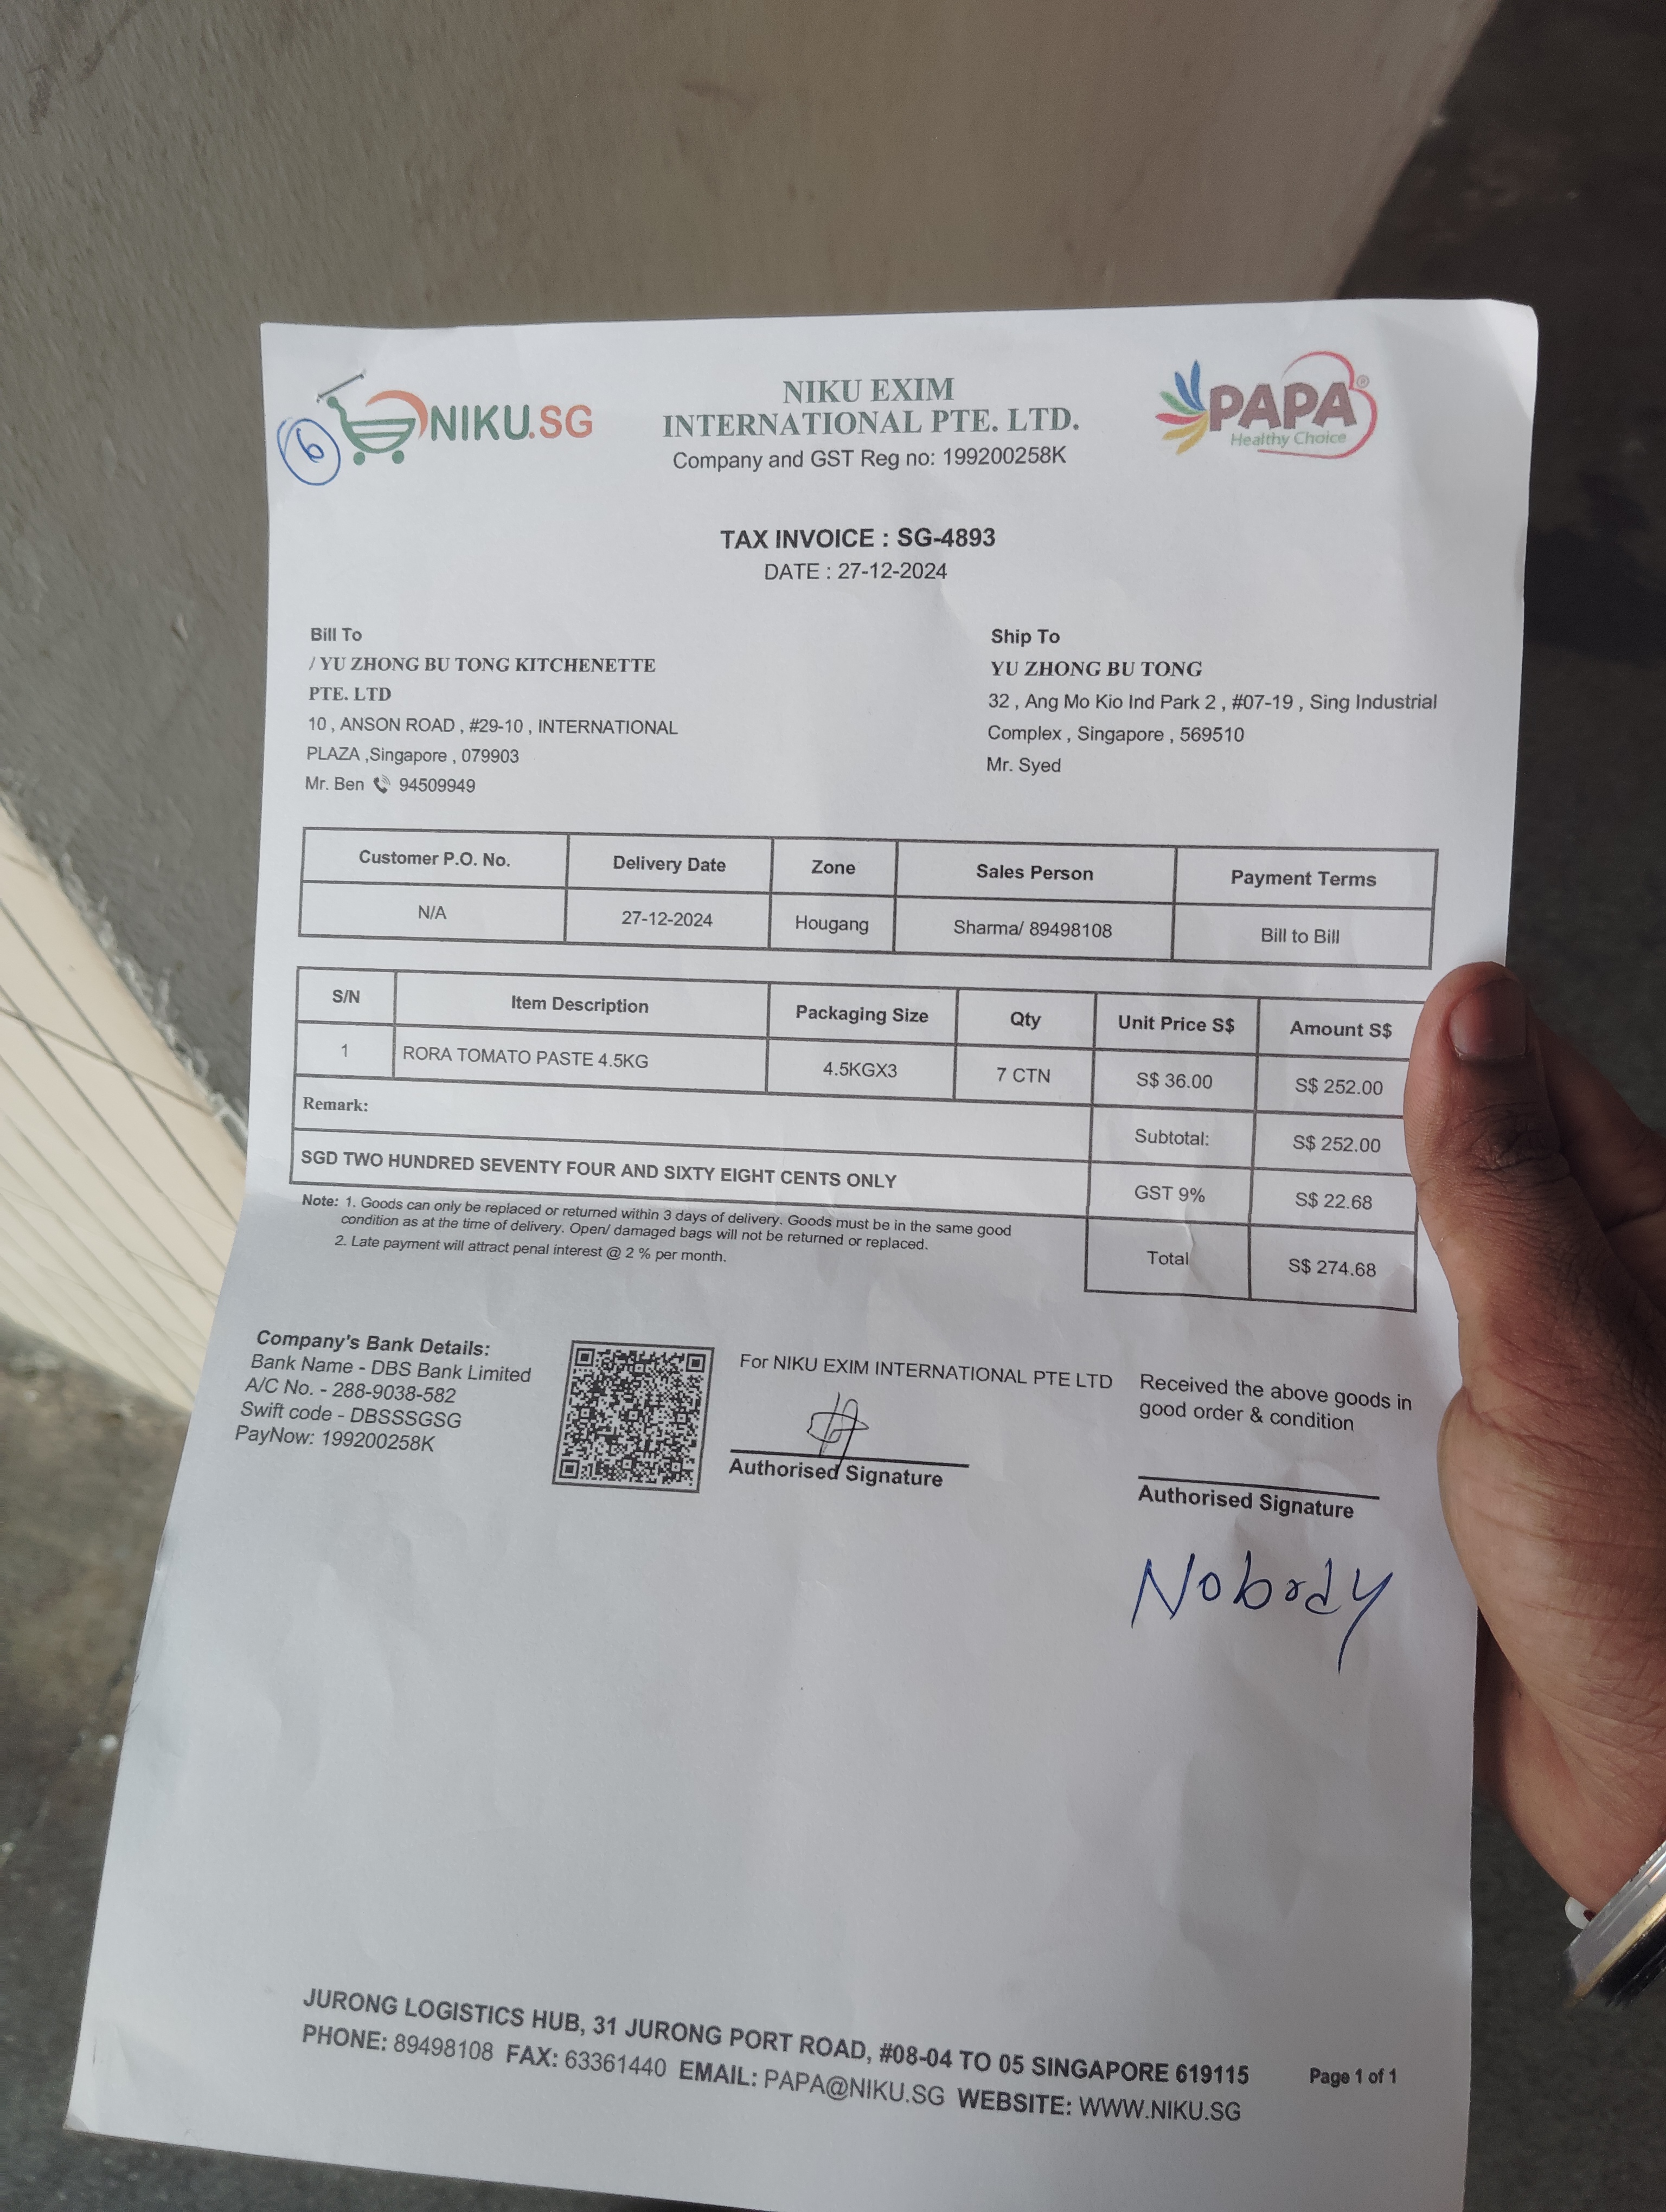 6
NIKU.SG
NIKU EXIM
INTERNATIONAL PTE. LTD.
Company and GST Reg no: 199200258K
PAPA®
Healthy Choice
TAX INVOICE : SG-4893
DATE : 27-12-2024
Bill To
/ YU ZHONG BU TONG KITCHENETTE
PTE. LTD
10 , ANSON ROAD , #29-10 , INTERNATIONAL
PLAZA ,Singapore , 079903
Mr. Ben 94509949
Ship To
YU ZHONG BU TONG
32 , Ang Mo Kio Ind Park 2 , #07-19 , Sing Industrial
Complex , Singapore , 569510
Mr. Syed
Customer P.O. No. Delivery Date Zone Sales Person Payment Terms
N/A 27-12-2024 Hougang Sharma/ 89498108 Bill to Bill
S/N Item Description Packaging Size Qty Unit Price S$ Amount S$
1 RORA TOMATO PASTE 4.5KG 4.5KGX3 7 CTN S$ 36.00 S$ 252.00
Remark: Subtotal: S$ 252.00
SGD TWO HUNDRED SEVENTY FOUR AND SIXTY EIGHT CENTS ONLY GST 9% S$ 22.68
Total S$ 274.68
Note: 1. Goods can only be replaced or returned within 3 days of delivery. Goods must be in the same good
condition as at the time of delivery. Open/ damaged bags will not be returned or replaced.
2. Late payment will attract penal interest @ 2 % per month.
Company's Bank Details:
Bank Name - DBS Bank Limited
A/C No. - 288-9038-582
Swift code - DBSSSGSG
PayNow: 199200258K
For NIKU EXIM INTERNATIONAL PTE LTD
Authorised Signature
Received the above goods in
good order & condition
Authorised Signature
Nobody
JURONG LOGISTICS HUB, 31 JURONG PORT ROAD, #08-04 TO 05 SINGAPORE 619115
PHONE: 89498108 FAX: 63361440 EMAIL: PAPA@NIKU.SG WEBSITE: WWW.NIKU.SG
Page 1 of 1